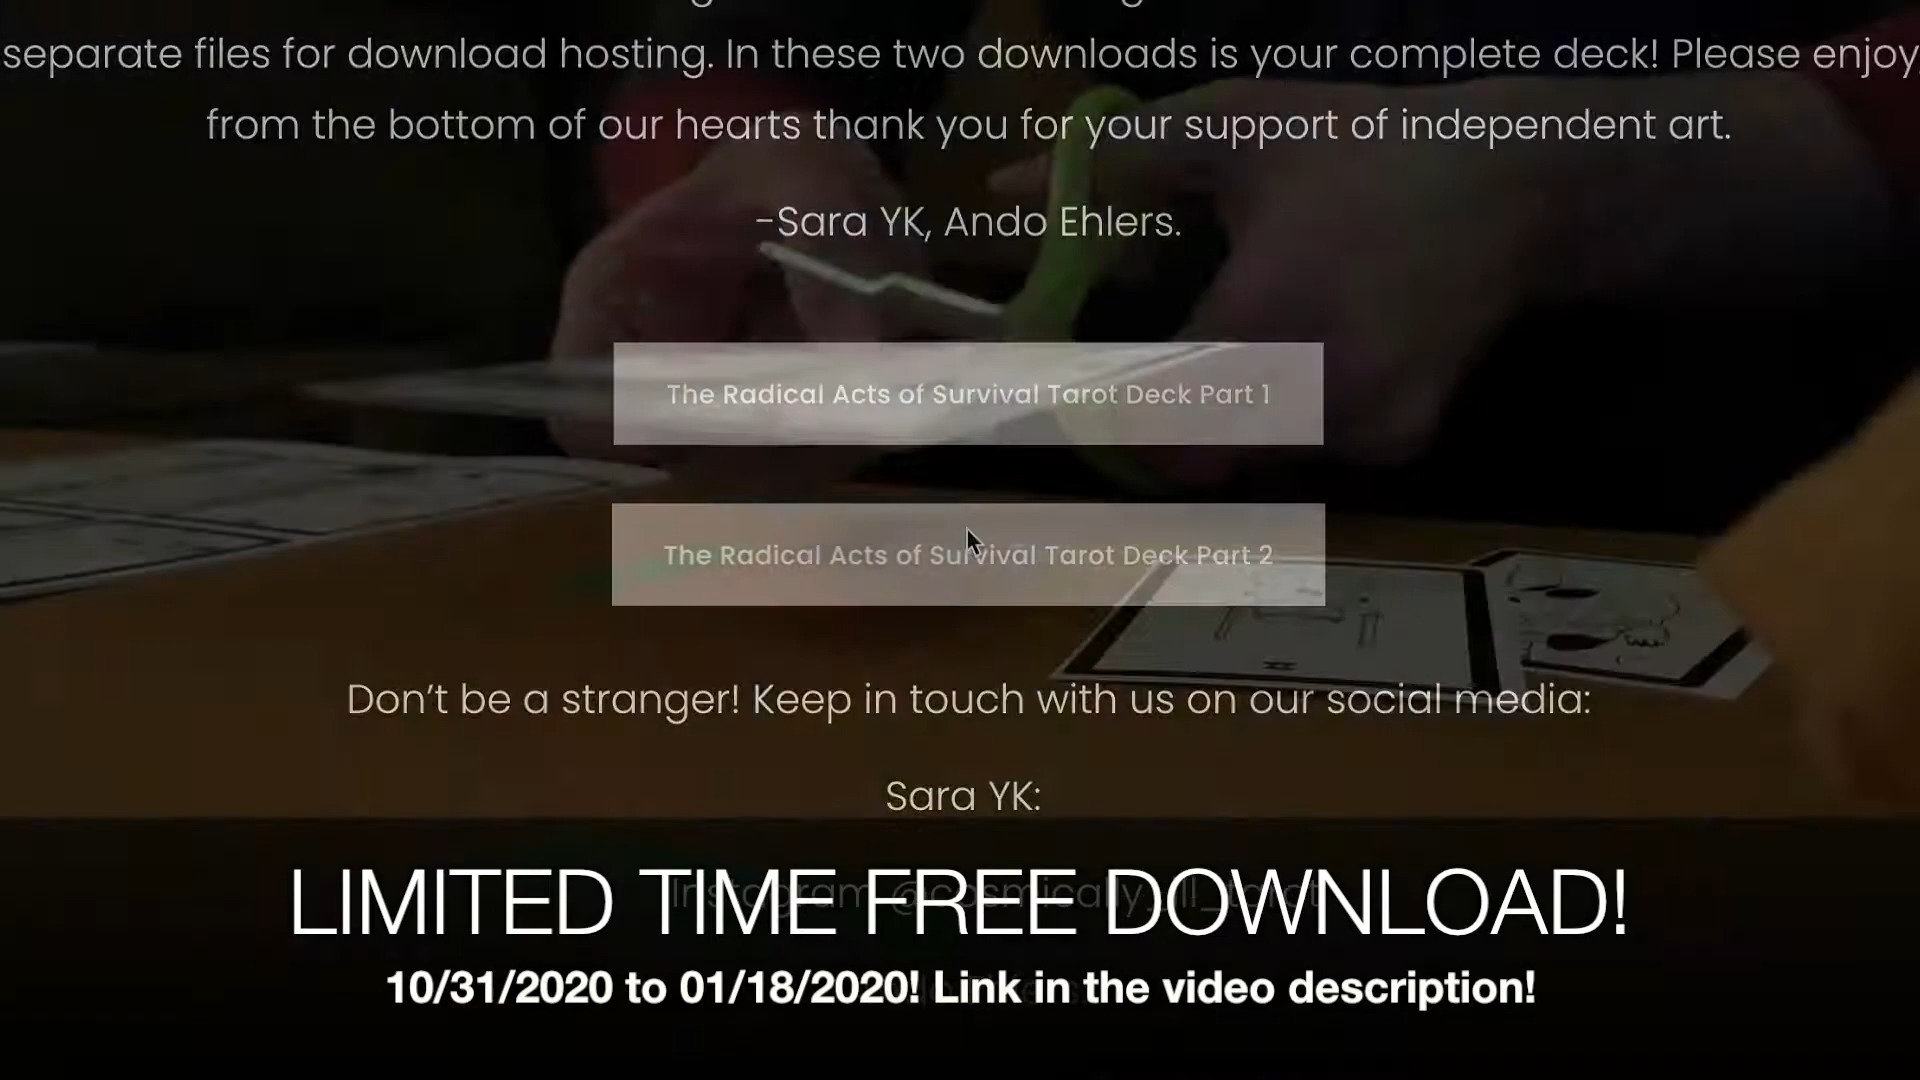 separate files for download hosting. In these two downloads is your complete deck! Please enjoy,
from the bottom of our hearts thank you for your support of independent art.
-Sara YK, Ando Ehlers.
The Radical Acts of Survival Tarot Deck Part 1
The Radical Acts of Survival Tarot Deck Part 2
Don’t be a stranger! Keep in touch with us on our social media:
Sara YK:
Instagram @cosmically_ill_tarot
LIMITED TIME FREE DOWNLOAD!
10/31/2020 to 01/18/2020! Link in the video description!